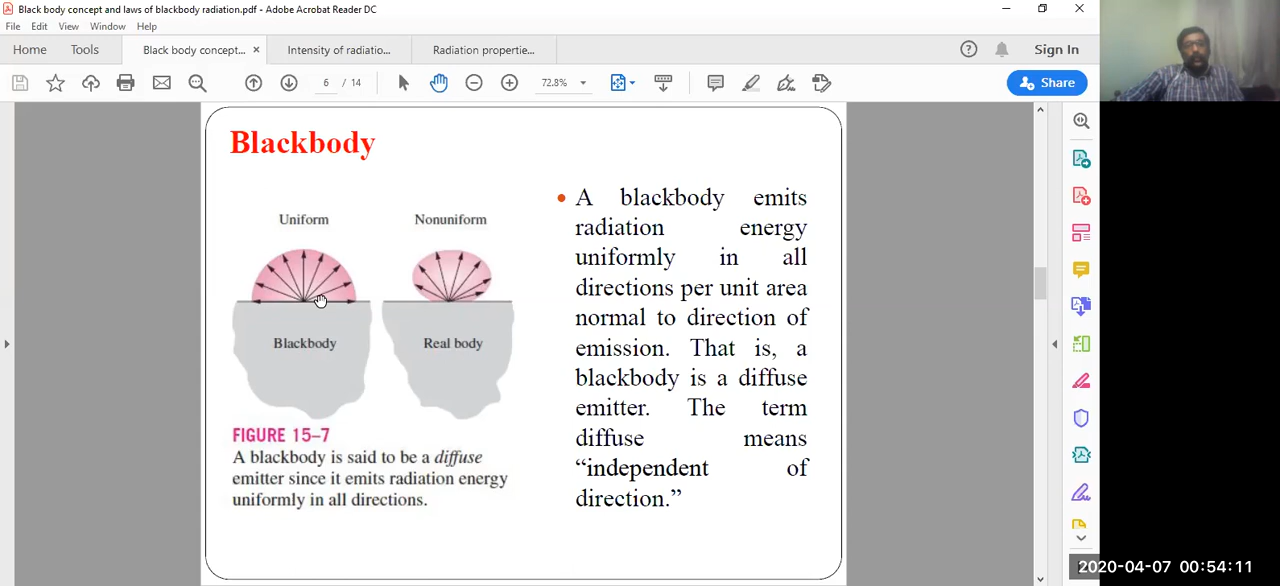 Black body concept and laws of blackbody radiation.pdf - Adobe Acrobat Reader DC
File Edit View Window Help
Home Tools Black body concept... × Intensity of radiatio... Radiation propertie... Sign In
6 / 14 72.8% Share
Blackbody
Uniform Nonuniform
Blackbody Real body
FIGURE 15–7
A blackbody is said to be a diffuse
emitter since it emits radiation energy
uniformly in all directions.
• A blackbody emits
radiation energy
uniformly in all
directions per unit area
normal to direction of
emission. That is, a
blackbody is a diffuse
emitter. The term
diffuse means
“independent of
direction.”
2020-04-07 00:54:11